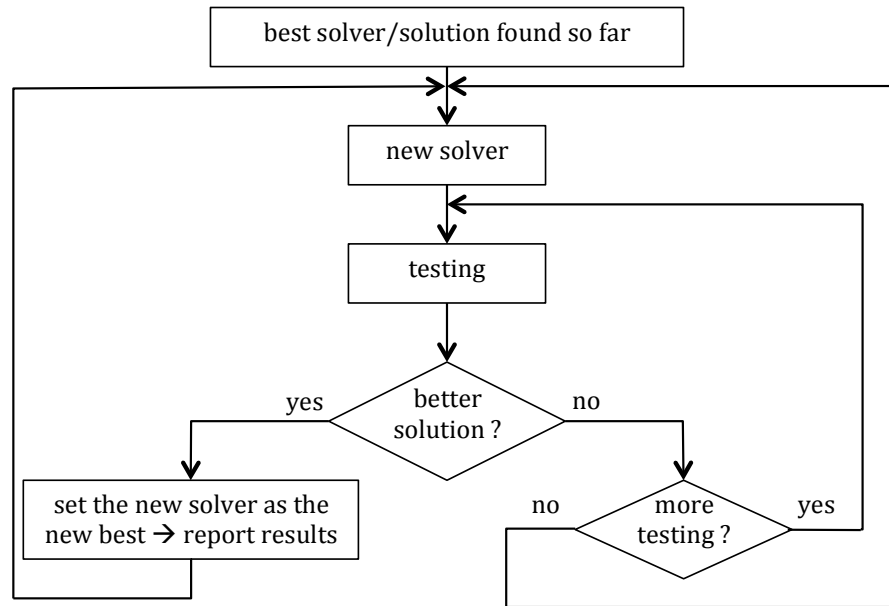 best solver/solution found so far
new solver
testing
yes
better
solution ?
no
set the new solver as the
new best → report results
no
more
testing ?
yes